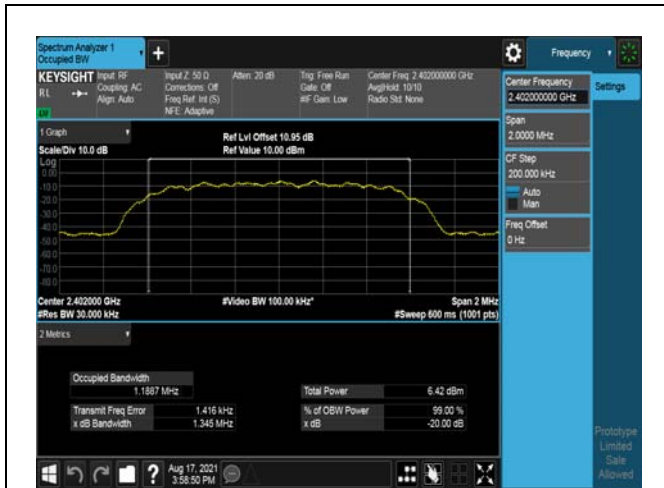 Spectrum Analyzer 1
Occupied BW
Frequency
KEYSIGHT
Input: RF
RL
Coupling: AC
Align: Auto
Input Z: 50 Ω
Corrections: Off
Freq Ref: Int (S)
NFE: Adaptive
Atten: 20 dB
Trig: Free Run
Gate: Off
#IF Gain: Low
Center Freq: 2.402000000 GHz
Avg|Hold: 10/10
Radio Std: None
Center Frequency
2.402000000 GHz
Settings
Span
2.0000 MHz
CF Step
200.000 kHz
Auto
Man
Freq Offset
0 Hz
1 Graph
Scale/Div 10.0 dB
Ref Lvl Offset 10.95 dB
Ref Value 10.00 dBm
Log
0.00
-10.0
-20.0
-30.0
-40.0
-50.0
-60.0
-70.0
-80.0
Center 2.402000 GHz
#Video BW 100.00 kHz*
Span 2 MHz
#Res BW 30.000 kHz
#Sweep 600 ms (1001 pts)
2 Metrics
Occupied Bandwidth
1.1887 MHz
Total Power
6.42 dBm
Transmit Freq Error
1.416 kHz
% of OBW Power
99.00 %
x dB Bandwidth
1.345 MHz
x dB
-20.00 dB
Prototype
Limited
Sale
Allowed
?
Aug 17, 2021
3:58:50 PM